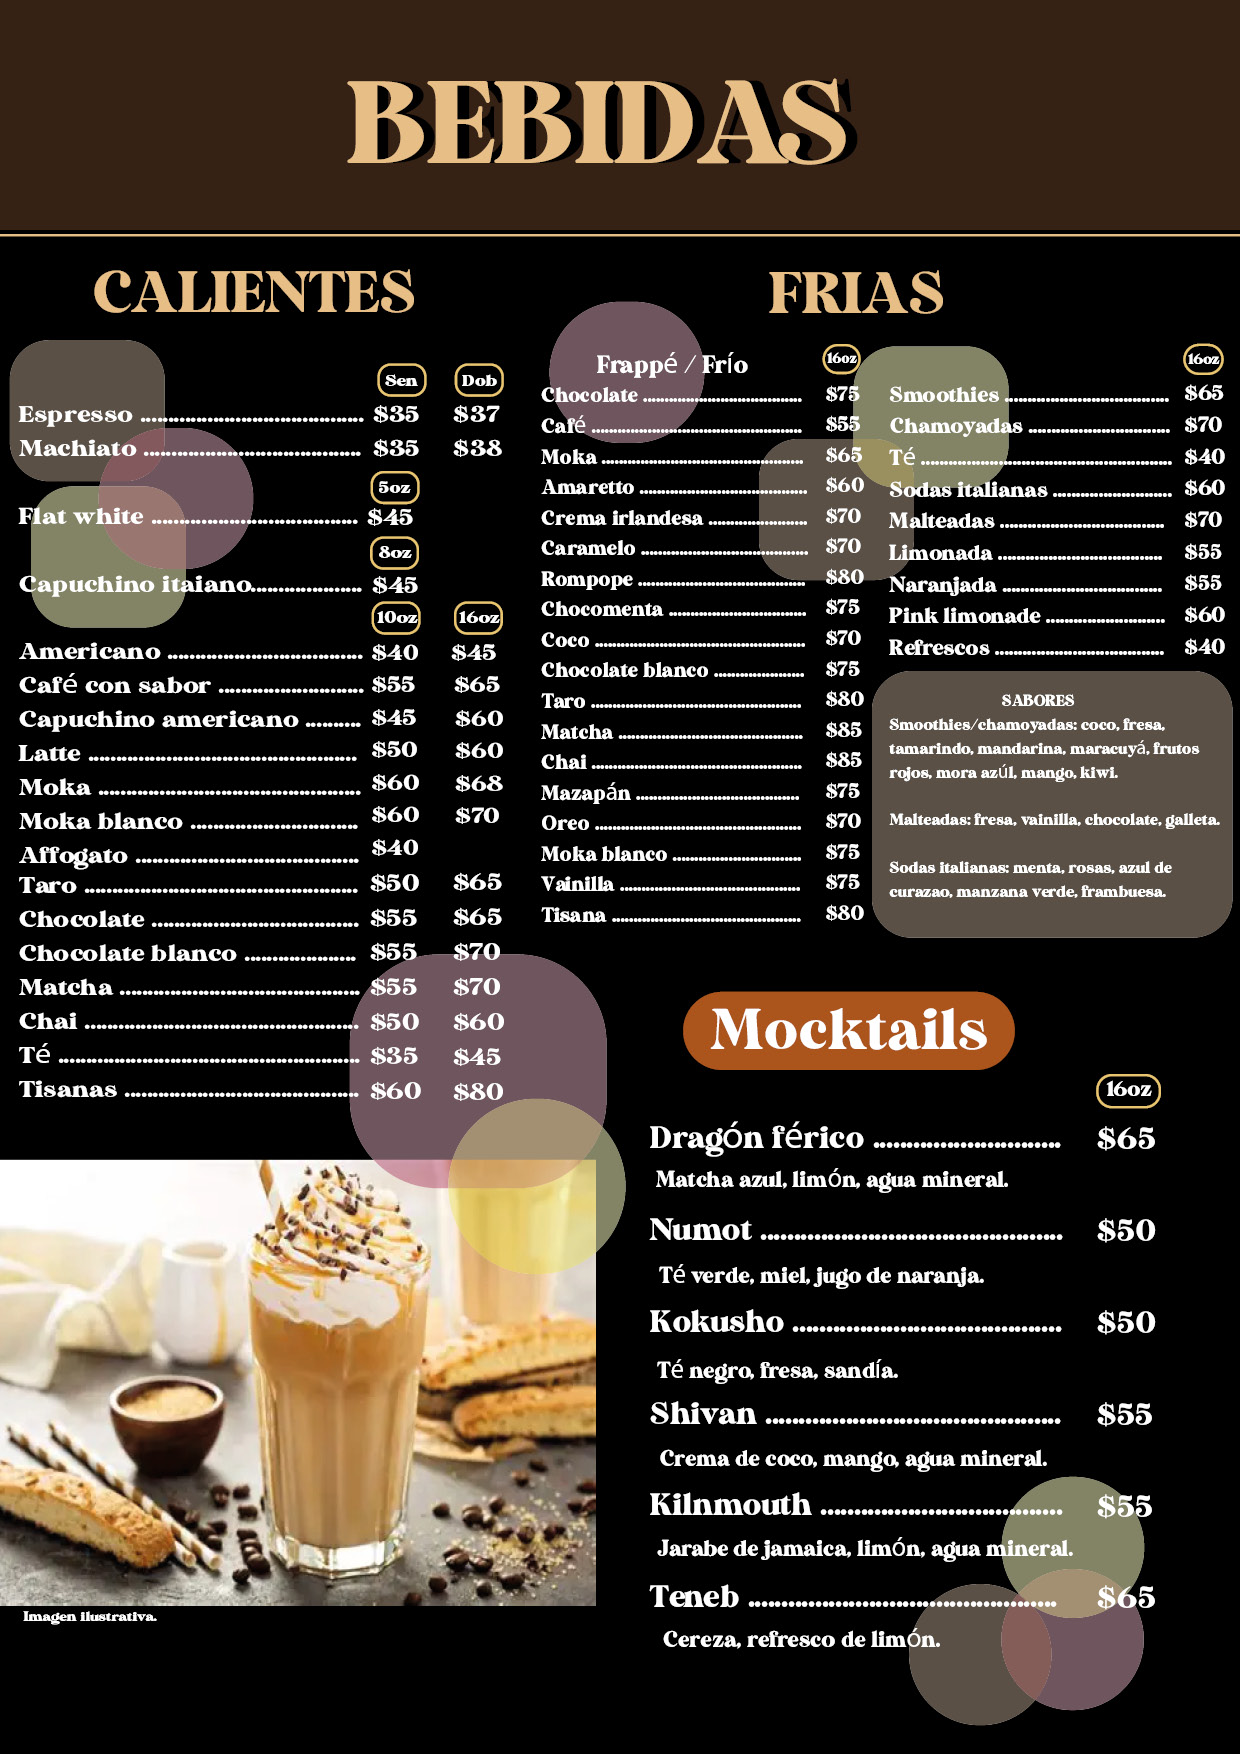 BEBIDAS
CALIENTES
Sen Dob
Espresso ........................................ $35 $37
Machiato ....................................... $35 $38
5oz
Flat white ..................................... $45
8oz
Capuchino itaiano.................... $45
10oz 16oz
Americano ................................... $40 $45
Café con sabor .......................... $55 $65
Capuchino americano .......... $45 $60
Latte ................................................ $50 $60
Moka ............................................... $60 $68
Moka blanco .............................. $60 $70
Affogato ........................................ $40
Taro ................................................. $50 $65
Chocolate ..................................... $55 $65
Chocolate blanco .................... $55 $70
Matcha ........................................... $55 $70
Chai ................................................. $50 $60
Té ...................................................... $35 $45
Tisanas .......................................... $60 $80
Imagen ilustrativa.
FRIAS
Frappé / Frío 16oz
Chocolate ........................................ $75
Café ..................................................... $55
Moka ................................................... $65
Amaretto .......................................... $60
Crema irlandesa ......................... $70
Caramelo .......................................... $70
Rompope .......................................... $80
Chocomenta ................................... $75
Coco ..................................................... $70
Chocolate blanco ....................... $75
Taro ..................................................... $80
Matcha ............................................... $85
Chai ..................................................... $85
Mazapán ......................................... $75
Oreo .................................................... $70
Moka blanco ................................. $75
Vainilla ............................................. $75
Tisana ............................................... $80
16oz
Smoothies ......................................... $65
Chamoyadas ................................... $70
Té ............................................................... $40
Sodas italianas .............................. $60
Malteadas ......................................... $70
Limonada ......................................... $55
Naranjada ........................................ $55
Pink limonade .............................. $60
Refrescos .......................................... $40
SABORES
Smoothies/chamoyadas: coco, fresa,
tamarindo, mandarina, maracuyá, frutos
rojos, mora azúl, mango, kiwi.
Malteadas: fresa, vainilla, chocolate, galleta.
Sodas italianas: menta, rosas, azul de
curazao, manzana verde, frambuesa.
Mocktails
16oz
Dragón férico ............................ $65
Matcha azul, limón, agua mineral.
Numot ............................................. $50
Té verde, miel, jugo de naranja.
Kokusho ........................................ $50
Té negro, fresa, sandía.
Shivan ............................................ $55
Crema de coco, mango, agua mineral.
Kilnmouth .................................... $55
Jarabe de jamaica, limón, agua mineral.
Teneb .............................................. $65
Cereza, refresco de limón.